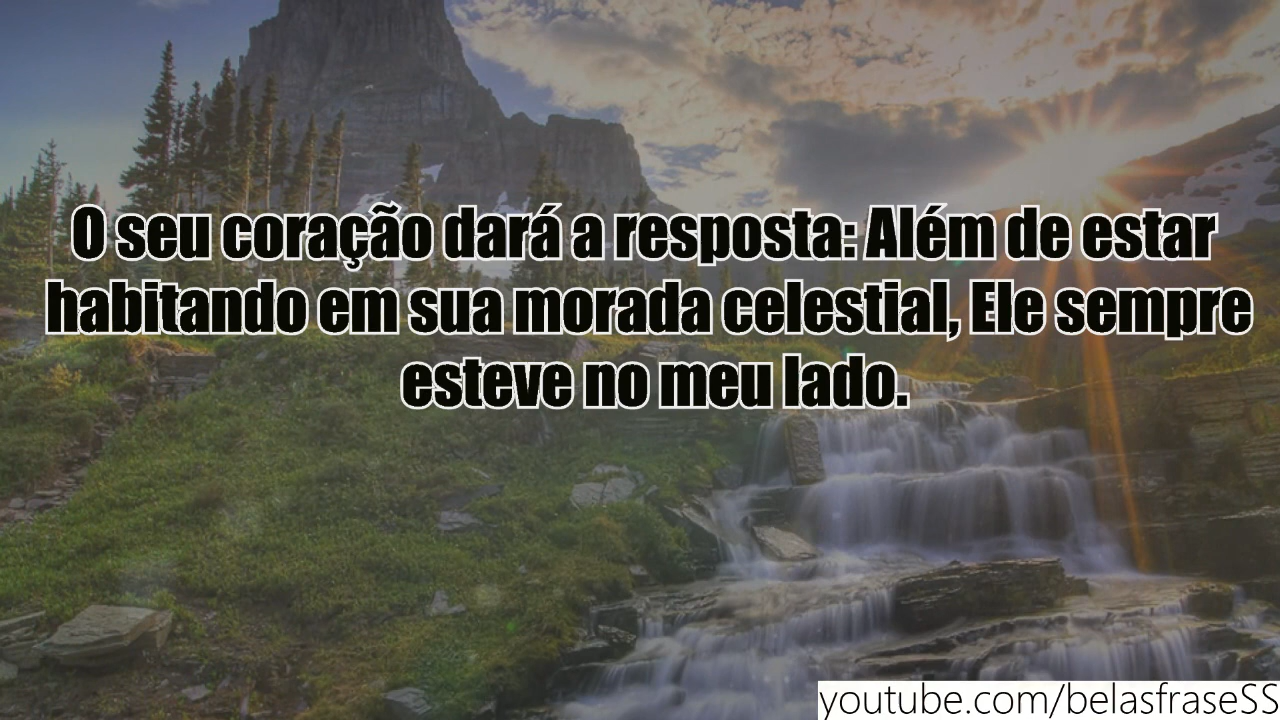 O seu coração dará a resposta: Além de estar
habitando em sua morada celestial, Ele sempre
esteve no meu lado.
youtube.com/belasfraseSS